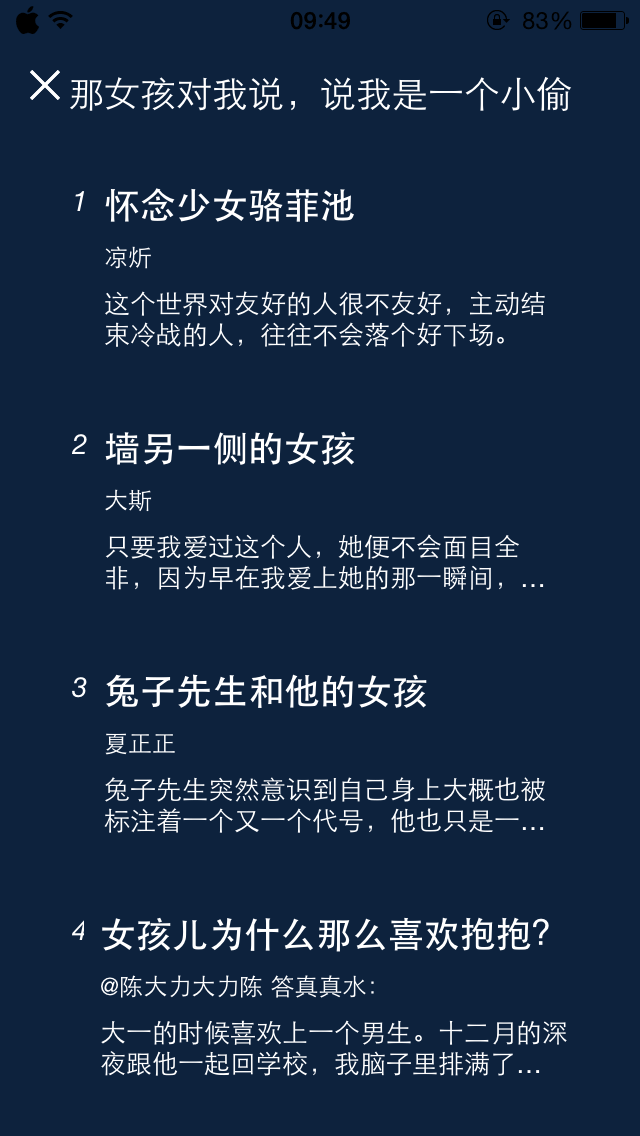 09:49
83%
那女孩对我说，说我是一个小偷
1 怀念少女骆菲池
凉炘
这个世界对友好的人很不友好，主动结
束冷战的人，往往不会落个好下场。
2 墙另一侧的女孩
大斯
只要我爱过这个人，她便不会面目全
非，因为早在我爱上她的那一瞬间，...
3 兔子先生和他的女孩
夏正正
兔子先生突然意识到自己身上大概也被
标注着一个又一个代号，他也只是一...
4 女孩儿为什么那么喜欢抱抱？
@陈大力大力陈 答真真水：
大一的时候喜欢上一个男生。十二月的深
夜跟他一起回学校，我脑子里排满了...